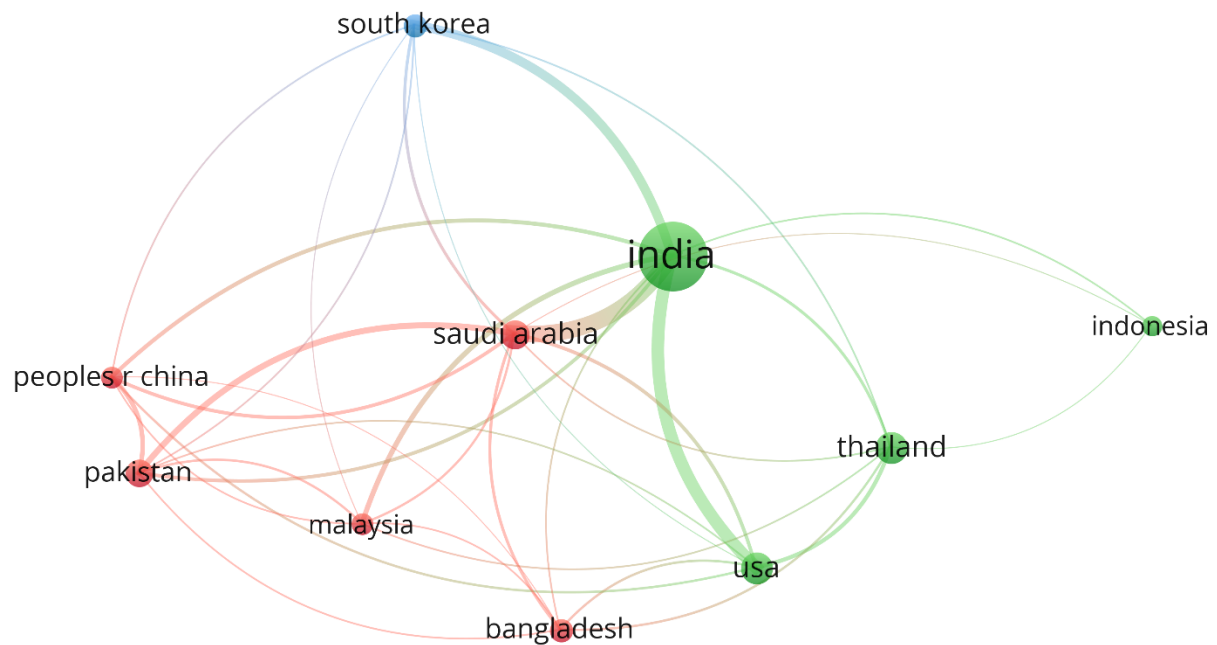 south korea
india
indonesia
saudi arabia
peoples r china
thailand
pakistan
malaysia
usa
bangladesh